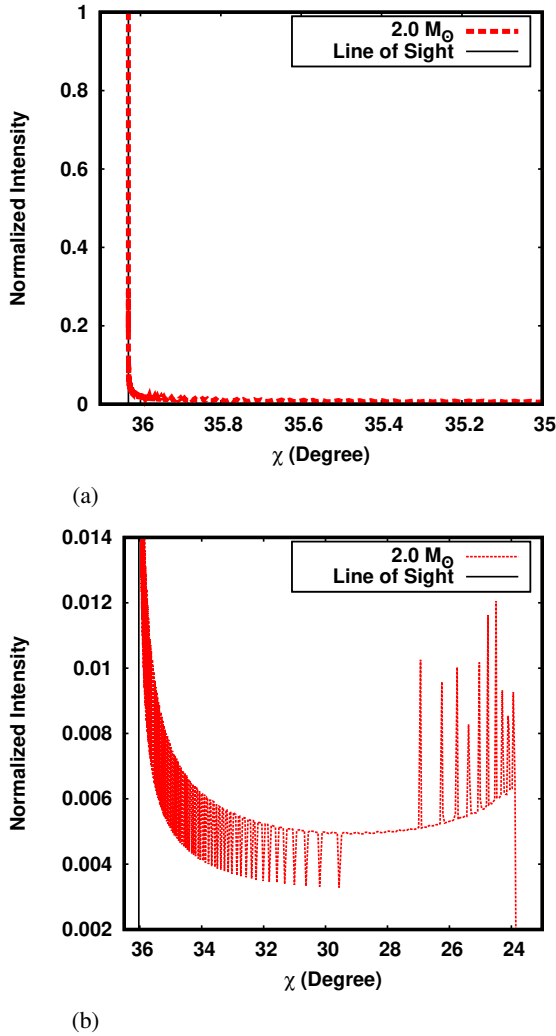 1
0.8
0.6
0.4
0.2
0
Normalized Intensity
2.0 M⊙
Line of Sight
36 35.8 35.6 35.4 35.2 35
χ (Degree)
(a)
0.014
0.012
0.01
0.008
0.006
0.004
0.002
Normalized Intensity
2.0 M⊙
Line of Sight
36 34 32 30 28 26 24
χ (Degree)
(b)